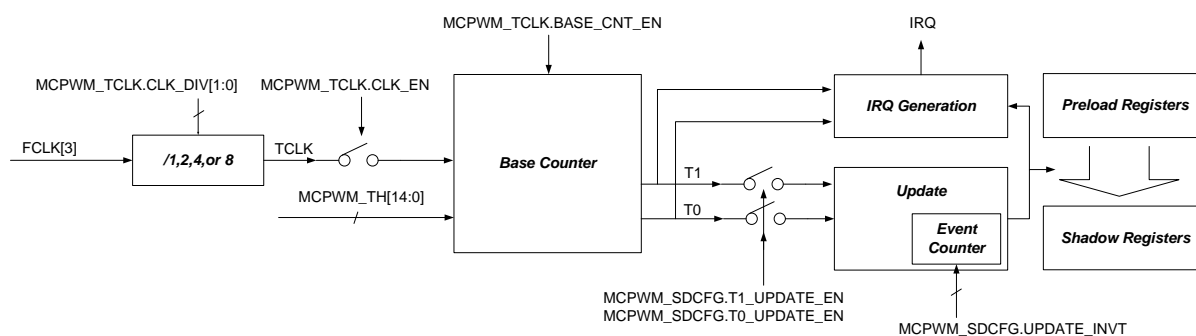 IRQ
MCPWM_TCLK.BASE_CNT_EN
MCPWM_TCLK.CLK_DIV[1:0]
MCPWM_TCLK.CLK_EN
IRQ Generation
Preload Registers
FCLK[3]
/1,2,4,or 8
TCLK
Base Counter
MCPWM_TH[14:0]
T1
T0
Update
Event
Counter
Shadow Registers
MCPWM_SDCFG.T1_UPDATE_EN
MCPWM_SDCFG.T0_UPDATE_EN
MCPWM_SDCFG.UPDATE_INVT